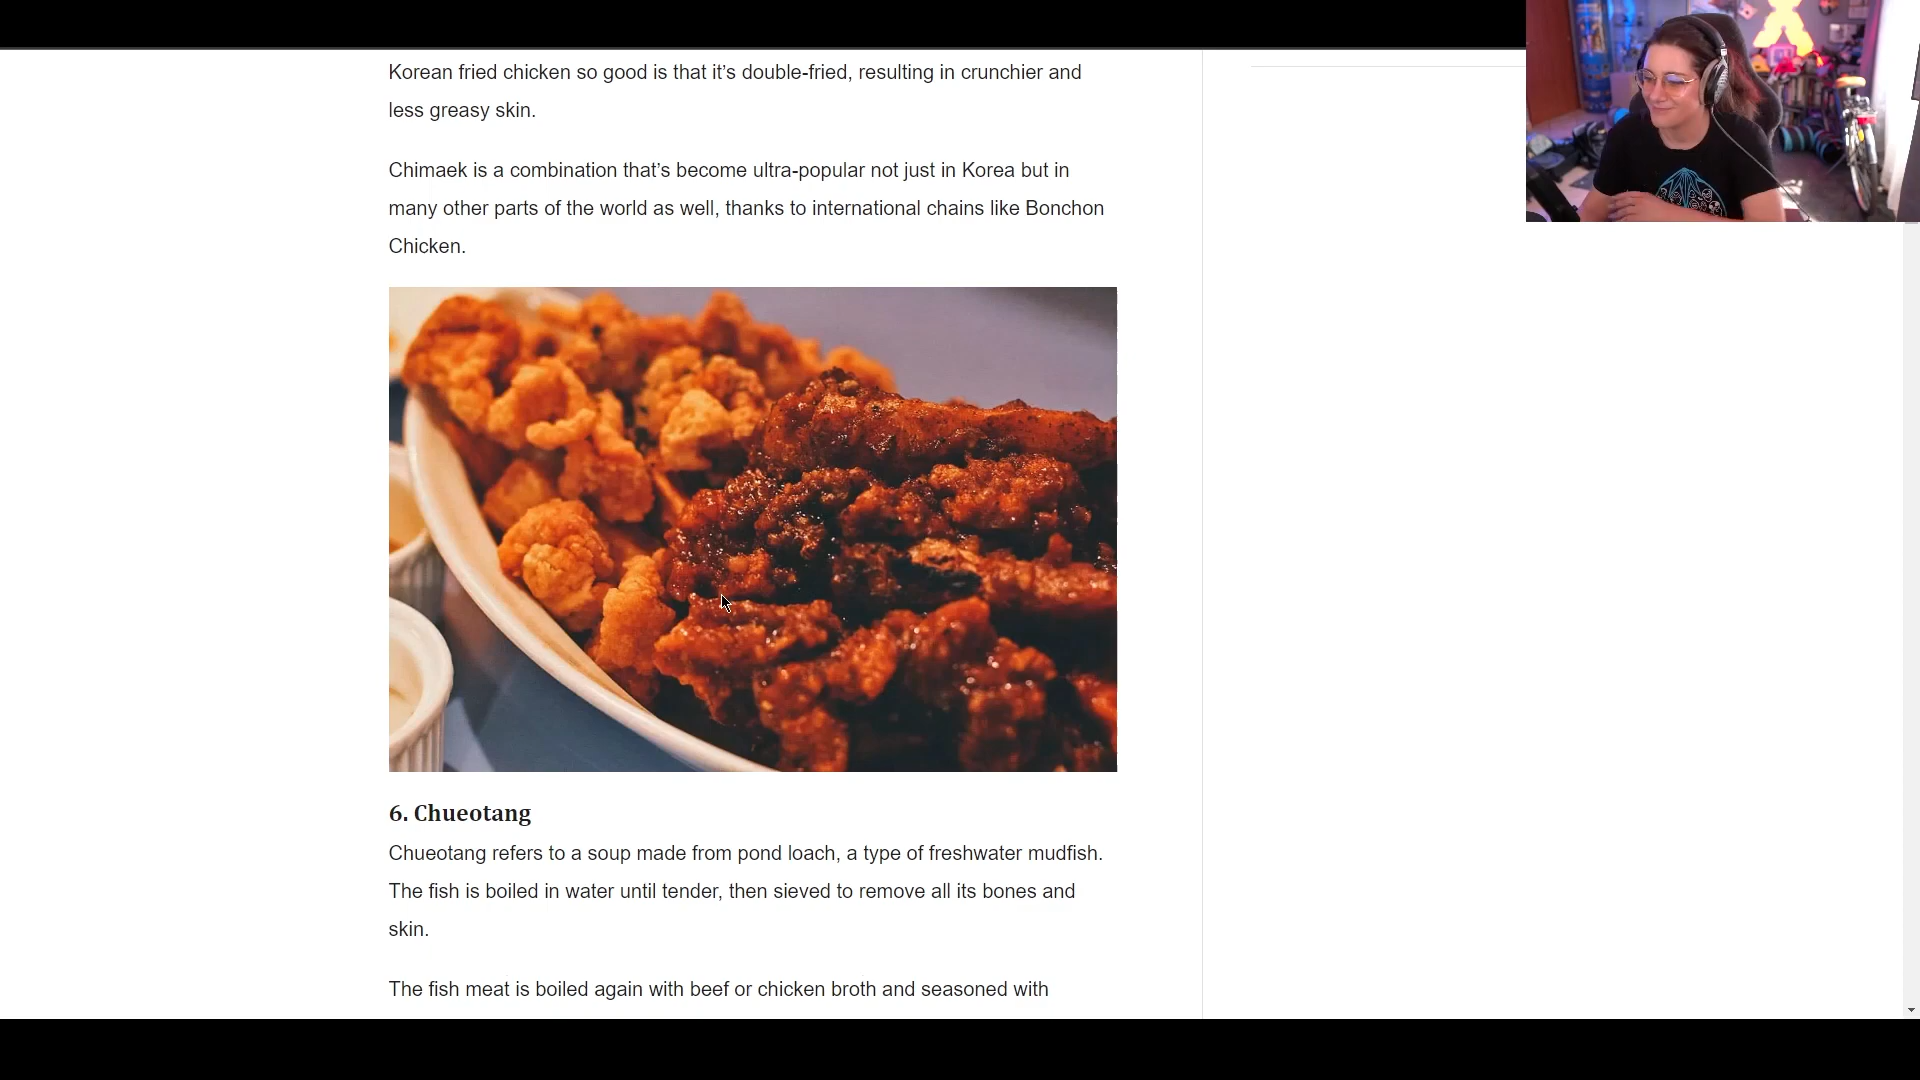 Korean fried chicken so good is that it’s double-fried, resulting in crunchier and
less greasy skin.
Chimaek is a combination that’s become ultra-popular not just in Korea but in
many other parts of the world as well, thanks to international chains like Bonchon
Chicken.
6. Chueotang
Chueotang refers to a soup made from pond loach, a type of freshwater mudfish.
The fish is boiled in water until tender, then sieved to remove all its bones and
skin.
The fish meat is boiled again with beef or chicken broth and seasoned with